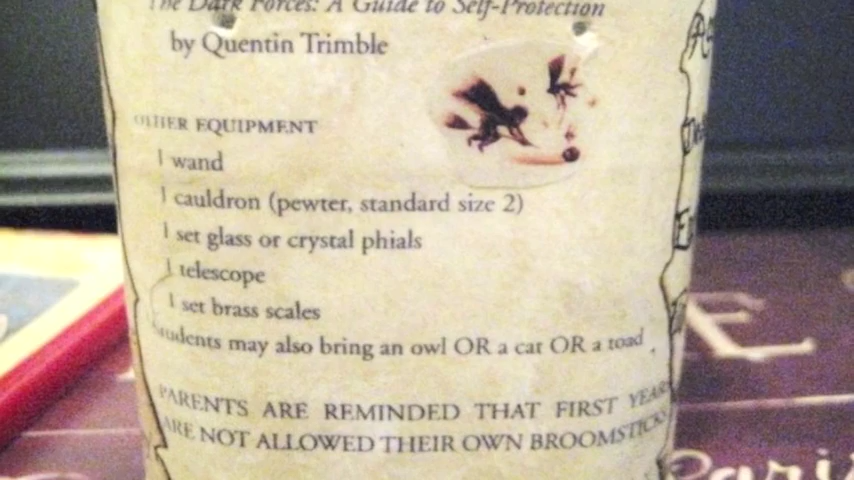 The Dark Forces: A Guide to Self-Protection
by Quentin Trimble
OTHER EQUIPMENT
1 wand
1 cauldron (pewter, standard size 2)
1 set glass or crystal phials
1 telescope
1 set brass scales
Students may also bring an owl OR a cat OR a toad
PARENTS ARE REMINDED THAT FIRST YEARS
ARE NOT ALLOWED THEIR OWN BROOMSTICKS
E
Paris